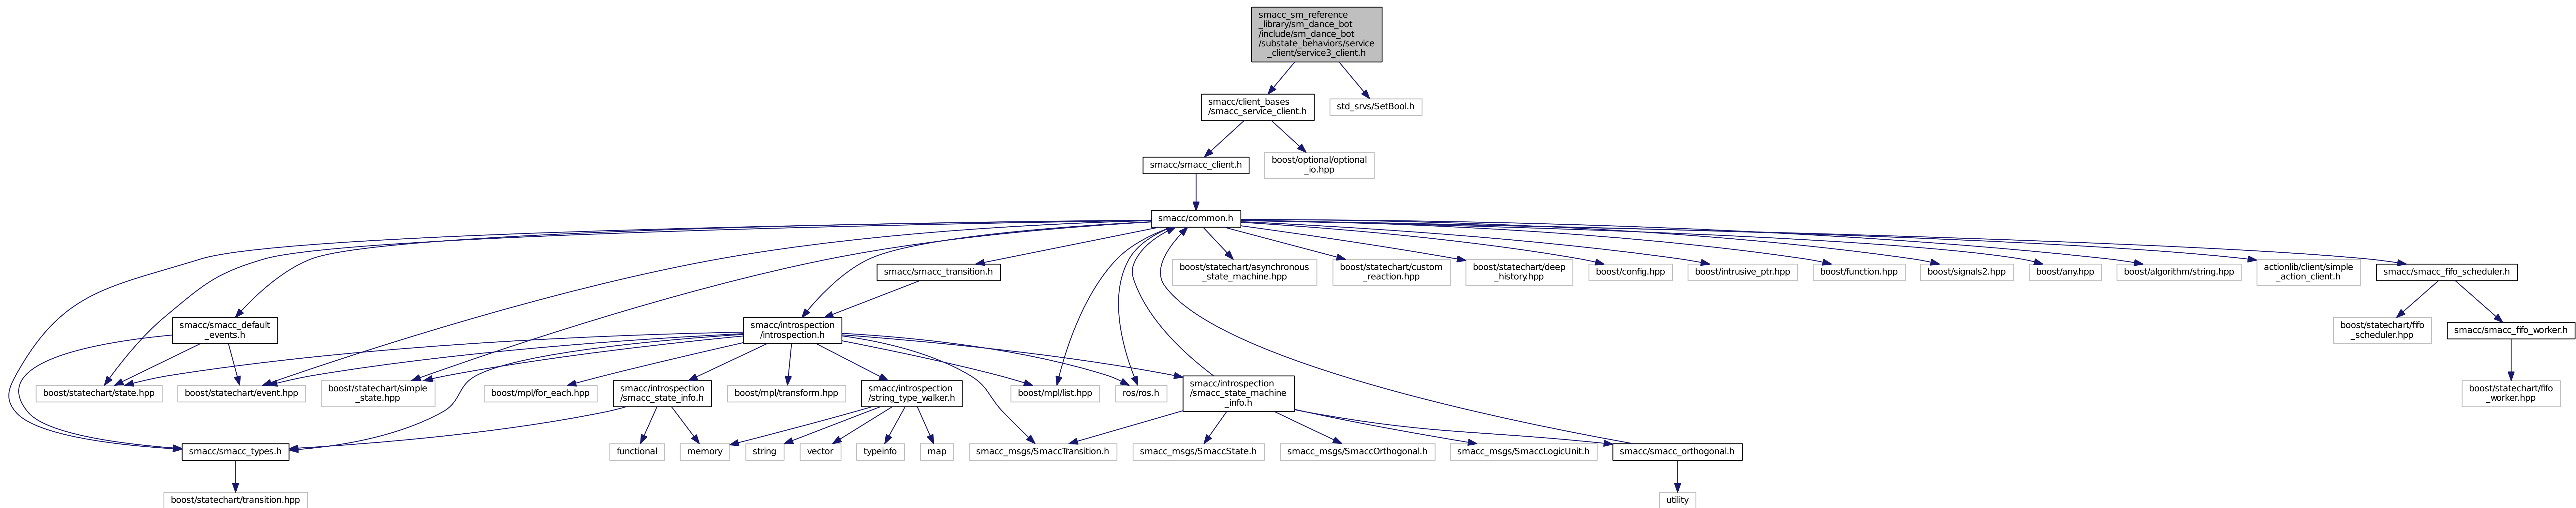 smacc_sm_reference
_library/sm_dance_bot
/include/sm_dance_bot
/substate_behaviors/service
_client/service3_client.h
smacc/client_bases
/smacc_service_client.h
std_srvs/SetBool.h
smacc/smacc_client.h
boost/optional/optional
_io.hpp
smacc/common.h
smacc/smacc_transition.h
boost/statechart/asynchronous
_state_machine.hpp
boost/statechart/custom
_reaction.hpp
boost/statechart/deep
_history.hpp
boost/config.hpp
boost/intrusive_ptr.hpp
boost/function.hpp
boost/signals2.hpp
boost/any.hpp
boost/algorithm/string.hpp
actionlib/client/simple
_action_client.h
smacc/smacc_fifo_scheduler.h
smacc/smacc_default
_events.h
smacc/introspection
/introspection.h
boost/statechart/fifo
_scheduler.hpp
smacc/smacc_fifo_worker.h
boost/statechart/state.hpp
boost/statechart/event.hpp
boost/statechart/simple
_state.hpp
boost/mpl/for_each.hpp
smacc/introspection
/smacc_state_info.h
boost/mpl/transform.hpp
smacc/introspection
/string_type_walker.h
boost/mpl/list.hpp
ros/ros.h
smacc/introspection
/smacc_state_machine
_info.h
boost/statechart/fifo
_worker.hpp
smacc/smacc_types.h
functional
memory
string
vector
typeinfo
map
smacc_msgs/SmaccTransition.h
smacc_msgs/SmaccState.h
smacc_msgs/SmaccOrthogonal.h
smacc_msgs/SmaccLogicUnit.h
smacc/smacc_orthogonal.h
boost/statechart/transition.hpp
utility